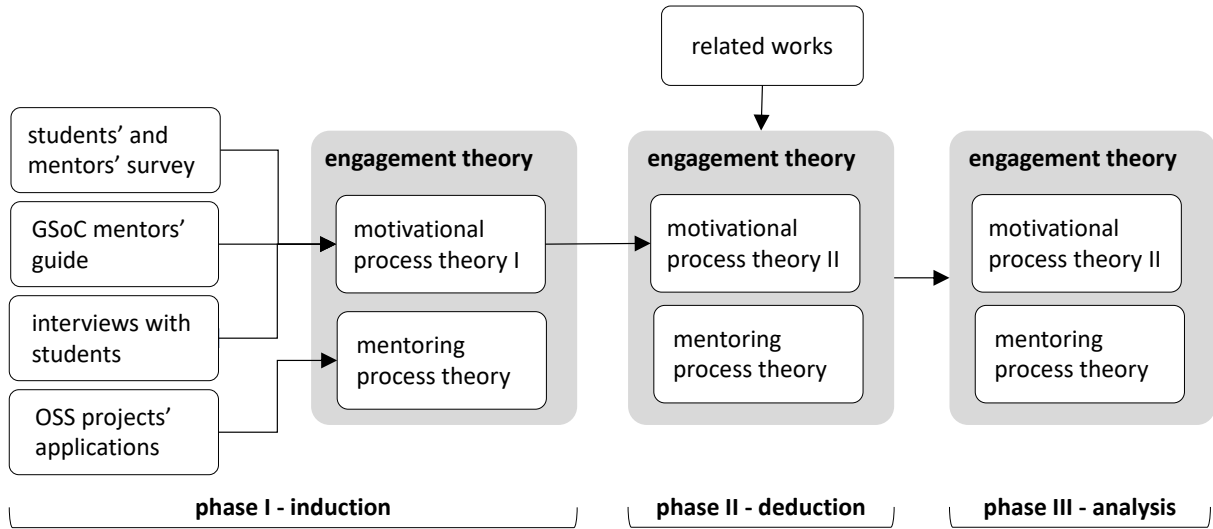 related works
students’ and
mentors’ survey
GSoC mentors’
guide
interviews with
students
OSS projects’
applications
engagement theory
motivational
process theory I
mentoring
process theory
engagement theory
motivational
process theory II
mentoring
process theory
engagement theory
motivational
process theory II
mentoring
process theory
phase I - induction
phase II - deduction
phase III - analysis